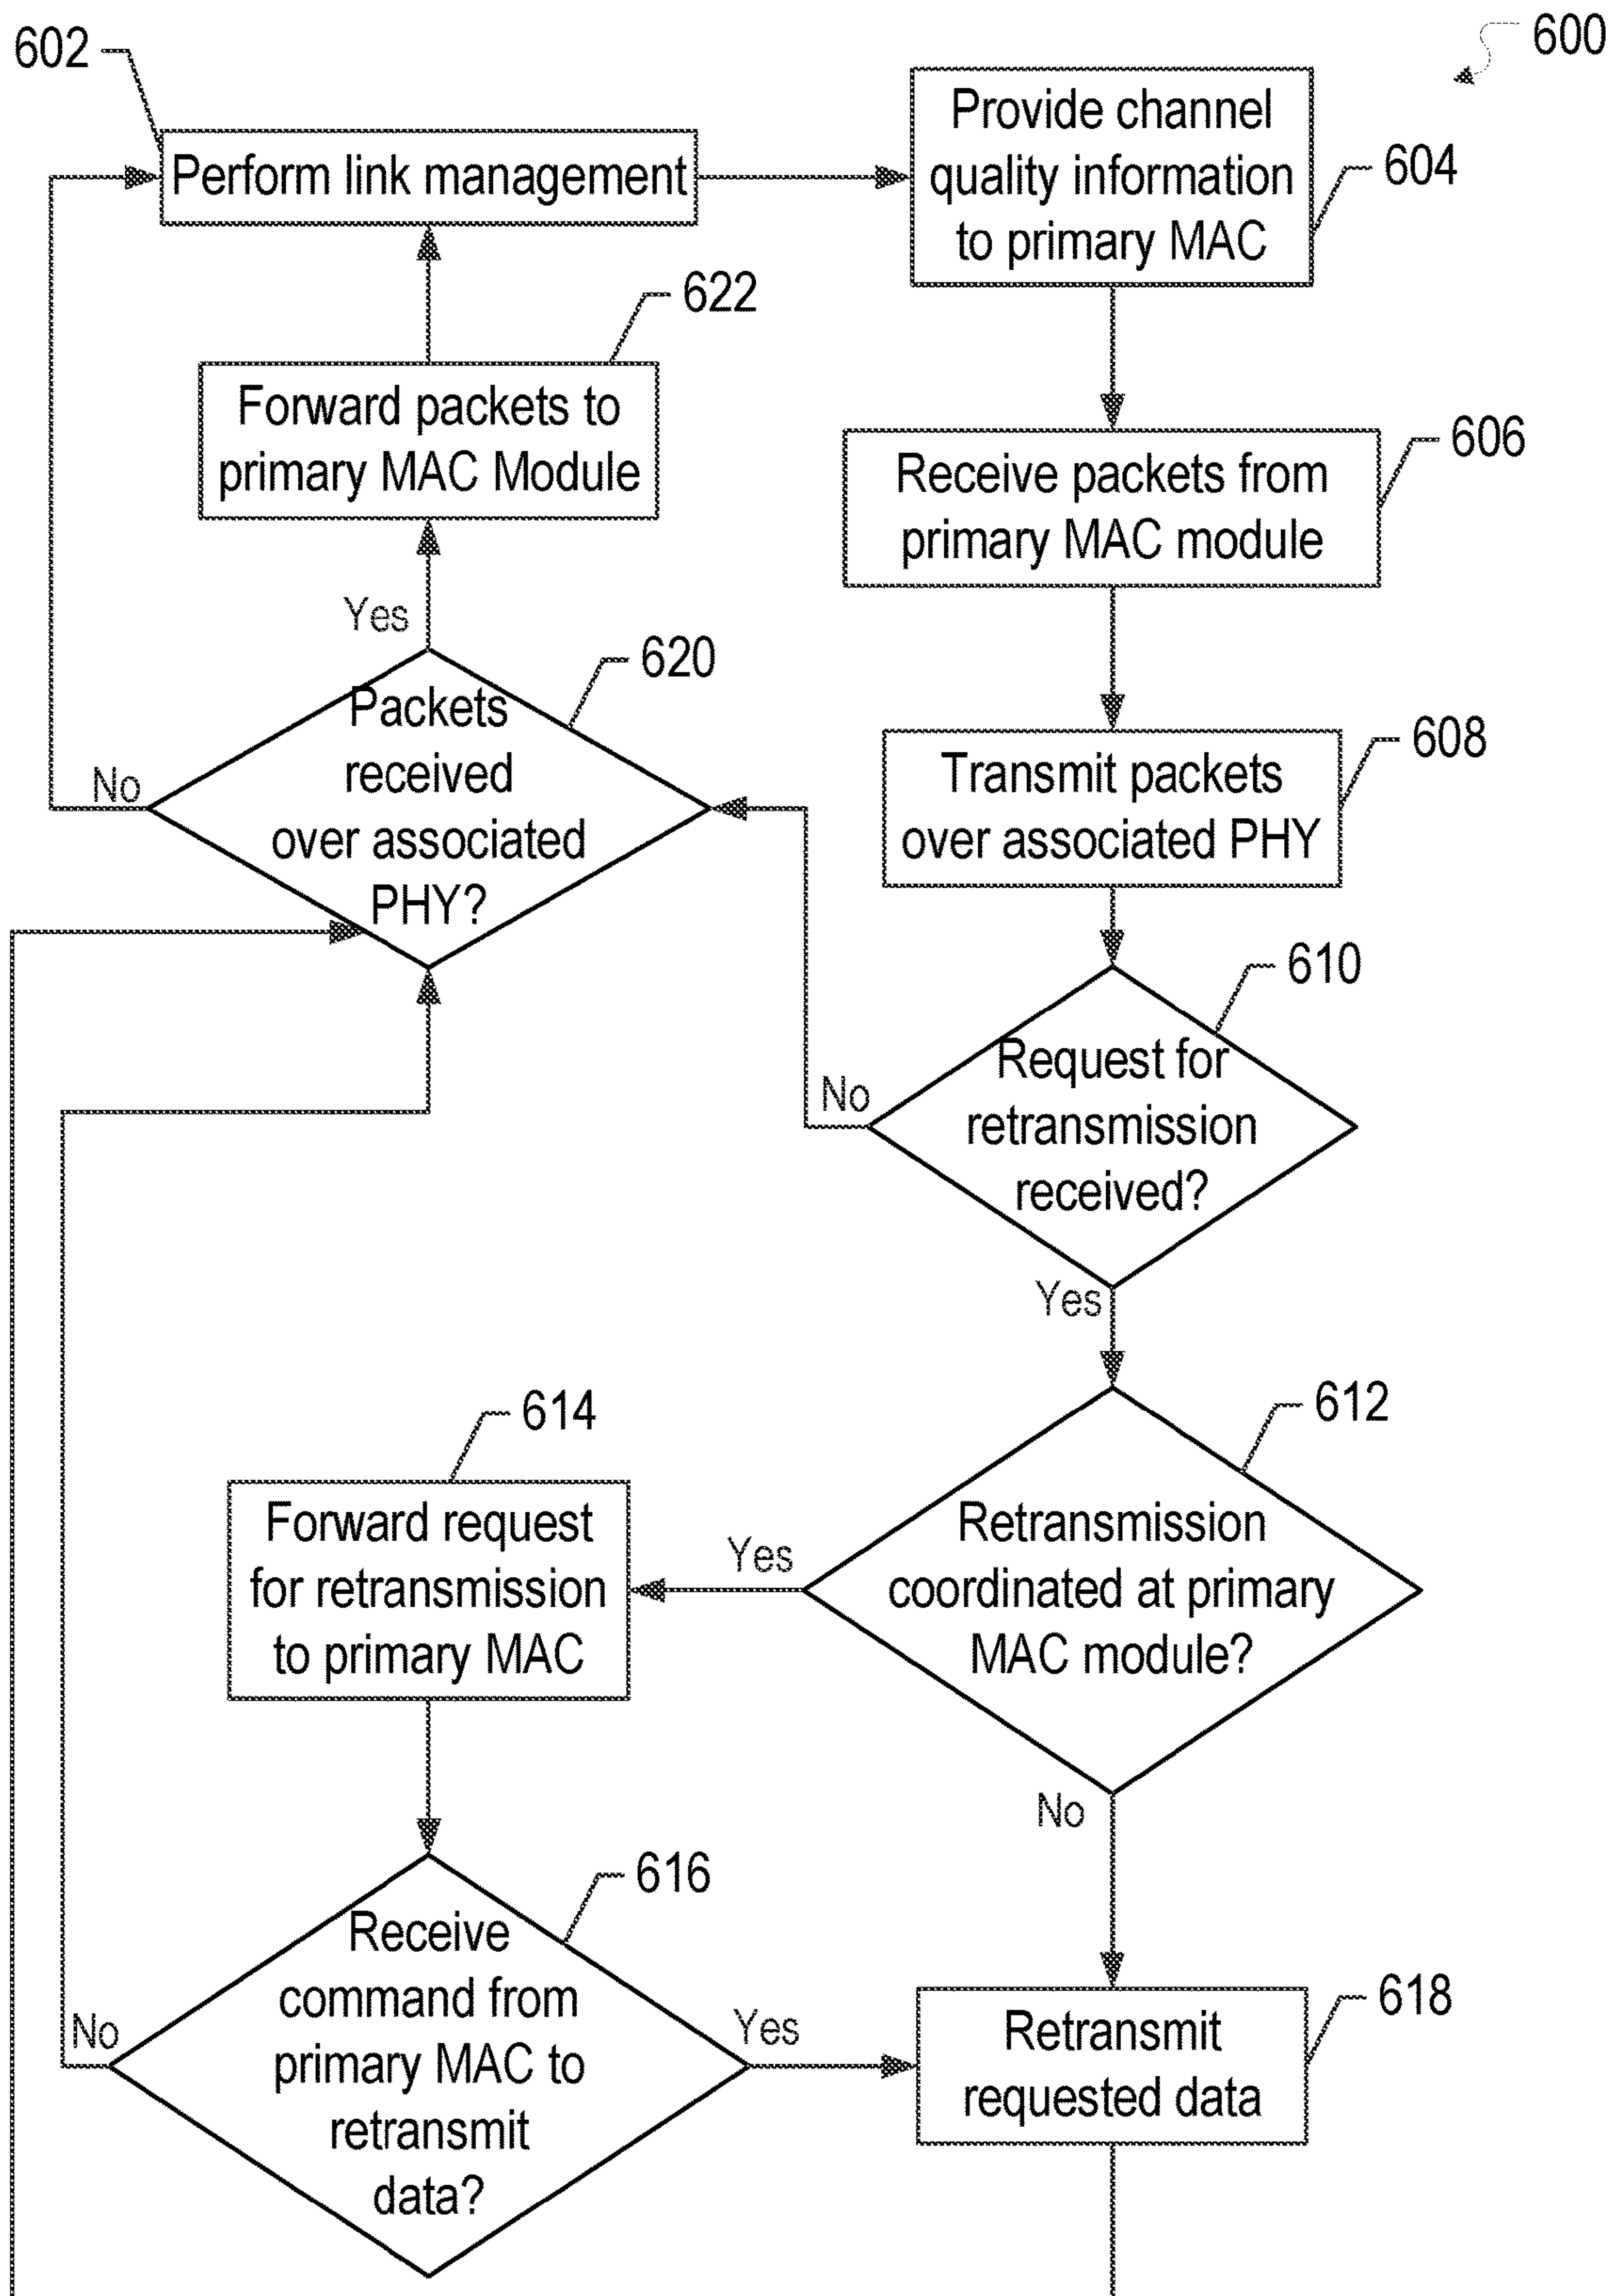 600
602
Perform link management
Provide channel
quality information
to primary MAC
604
622
Forward packets to
primary MAC Module
Receive packets from
primary MAC module
606
Yes
620
Packets
received
over associated
PHY?
No
Transmit packets
over associated PHY
608
610
Request for
retransmission
received?
No
Yes
612
Retransmission
coordinated at primary
MAC module?
Yes
No
614
Forward request
for retransmission
to primary MAC
616
Receive
command from
primary MAC to
retransmit
data?
No
Yes
Retransmit
requested data
618